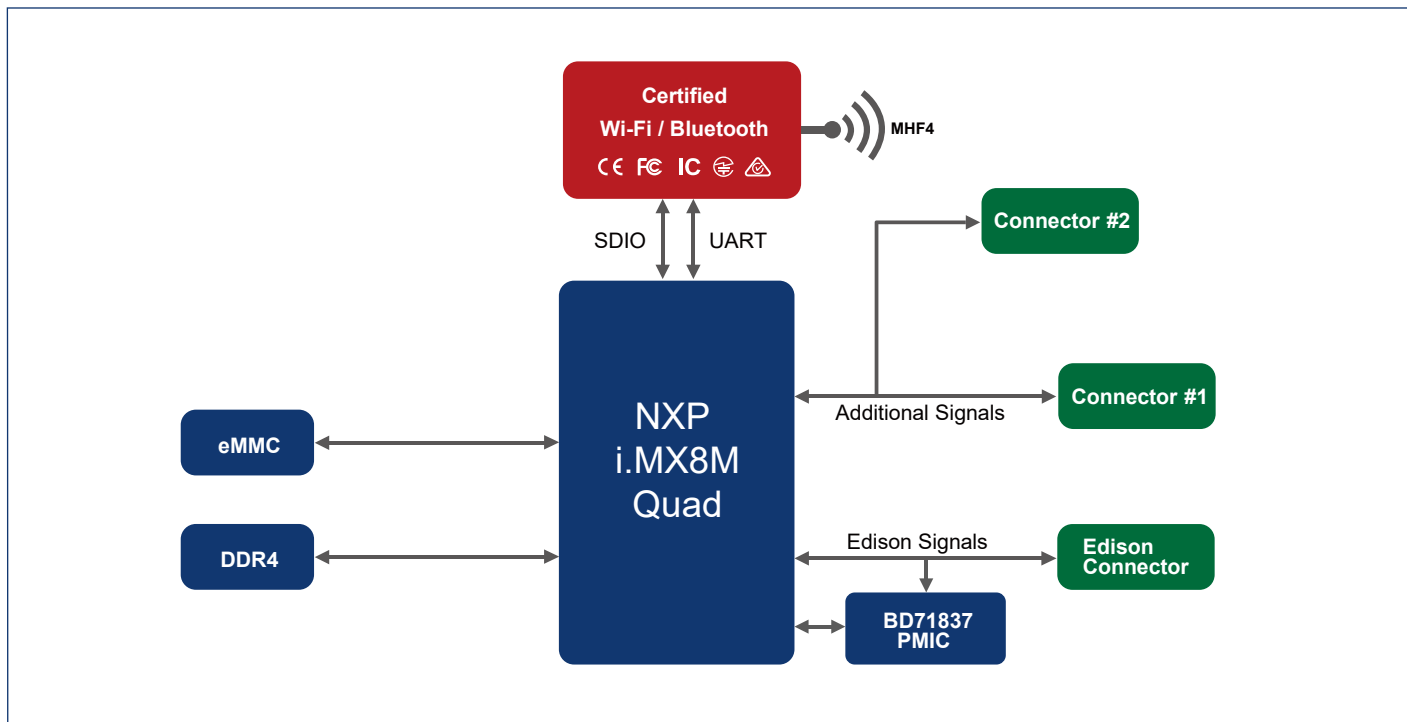 Certified
Wi-Fi / Bluetooth
CE FC IC
MHF4
SDIO
UART
Connector #2
Connector #1
Additional Signals
NXP
i.MX8M
Quad
eMMC
DDR4
Edison Signals
Edison
Connector
BD71837
PMIC